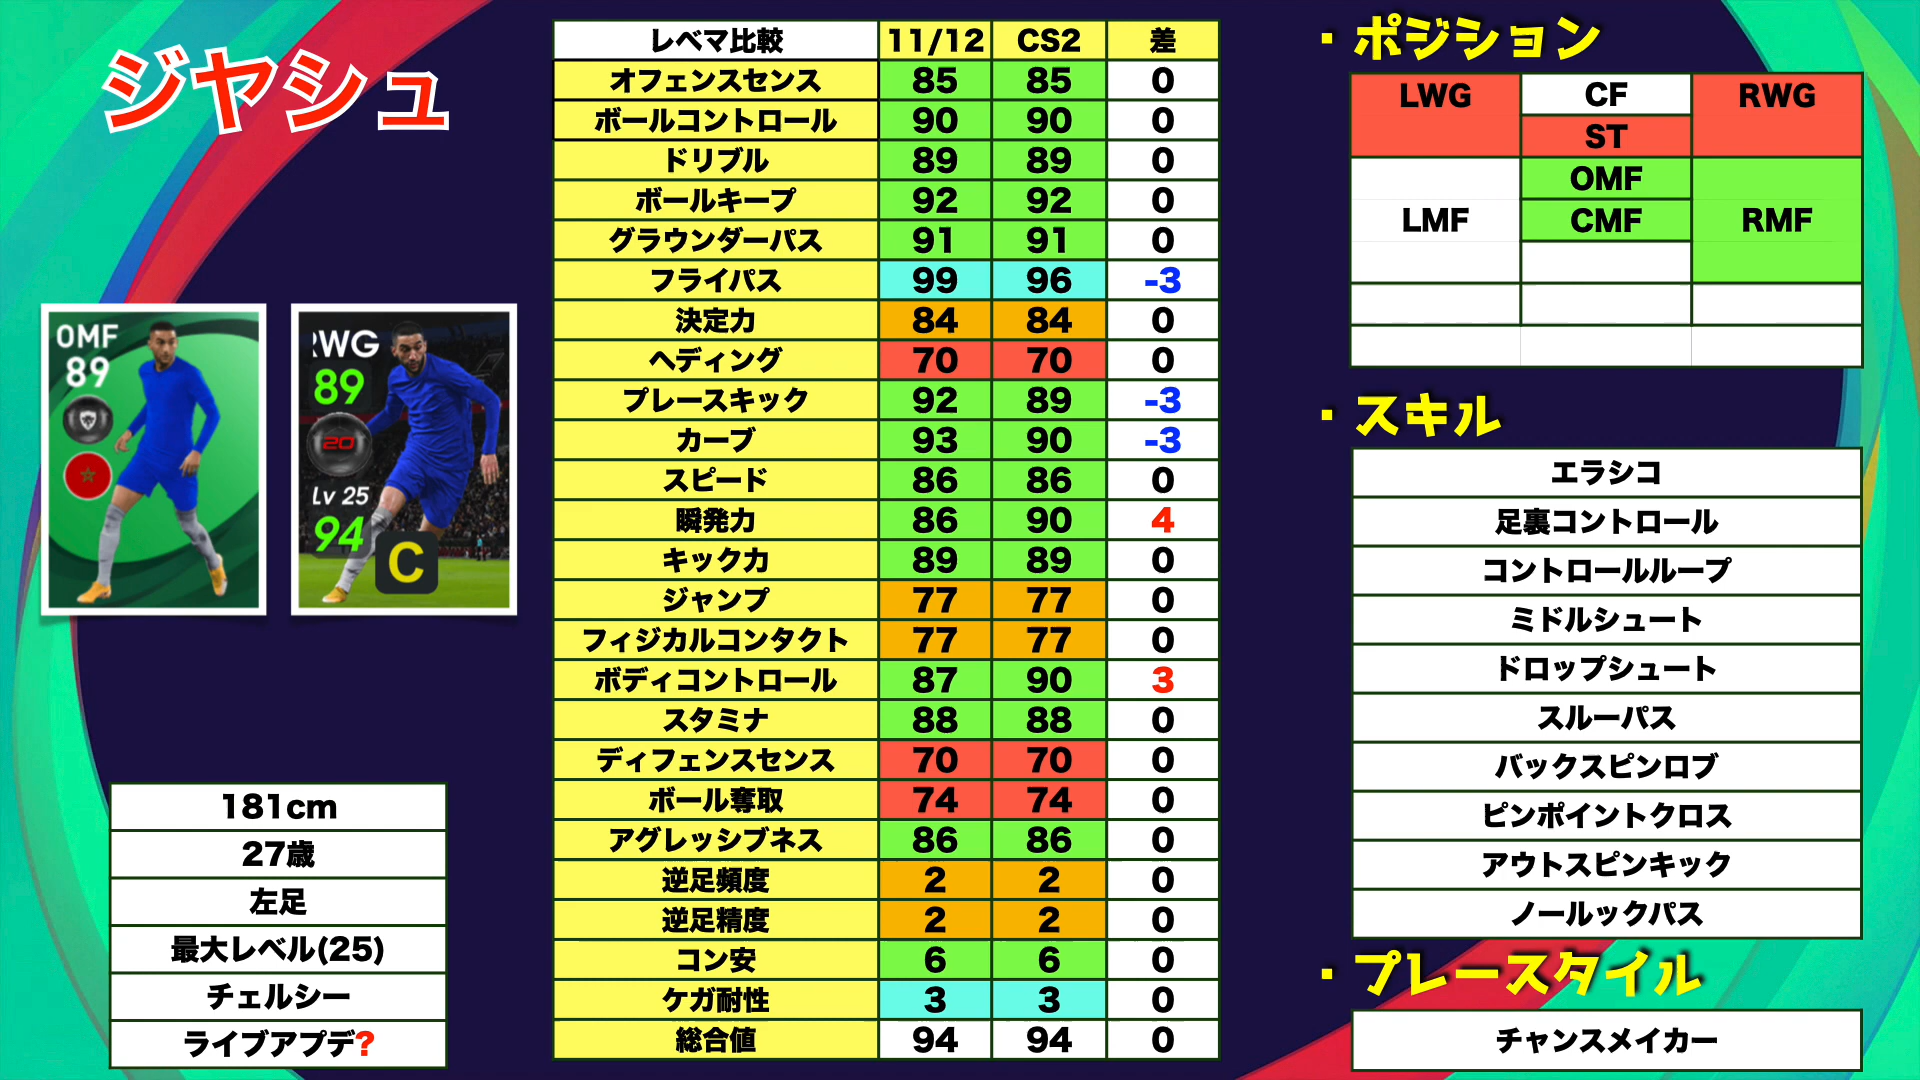 ジヤシュ
OMF
89
RWG
89
20
Lv 25
94
C
181cm
27歳
左足
最大レベル(25)
チェルシー
ライブアプデ?
レベマ比較 11/12 CS2 差
オフェンスセンス 85 85 0
ボールコントロール 90 90 0
ドリブル 89 89 0
ボールキープ 92 92 0
グラウンダーパス 91 91 0
フライパス 99 96 -3
決定力 84 84 0
ヘディング 70 70 0
プレースキック 92 89 -3
カーブ 93 90 -3
スピード 86 86 0
瞬発力 86 90 4
キック力 89 89 0
ジャンプ 77 77 0
フィジカルコンタクト 77 77 0
ボディコントロール 87 90 3
スタミナ 88 88 0
ディフェンスセンス 70 70 0
ボール奪取 74 74 0
アグレッシブネス 86 86 0
逆足頻度 2 2 0
逆足精度 2 2 0
コン安 6 6 0
ケガ耐性 3 3 0
総合値 94 94 0
・ポジション
LWG CF RWG
ST
OMF
LMF CMF RMF
・スキル
エラシコ
足裏コントロール
コントロールループ
ミドルシュート
ドロップシュート
スルーパス
バックスピンロブ
ピンポイントクロス
アウトスピンキック
ノールックパス
・プレースタイル
チャンスメイカー